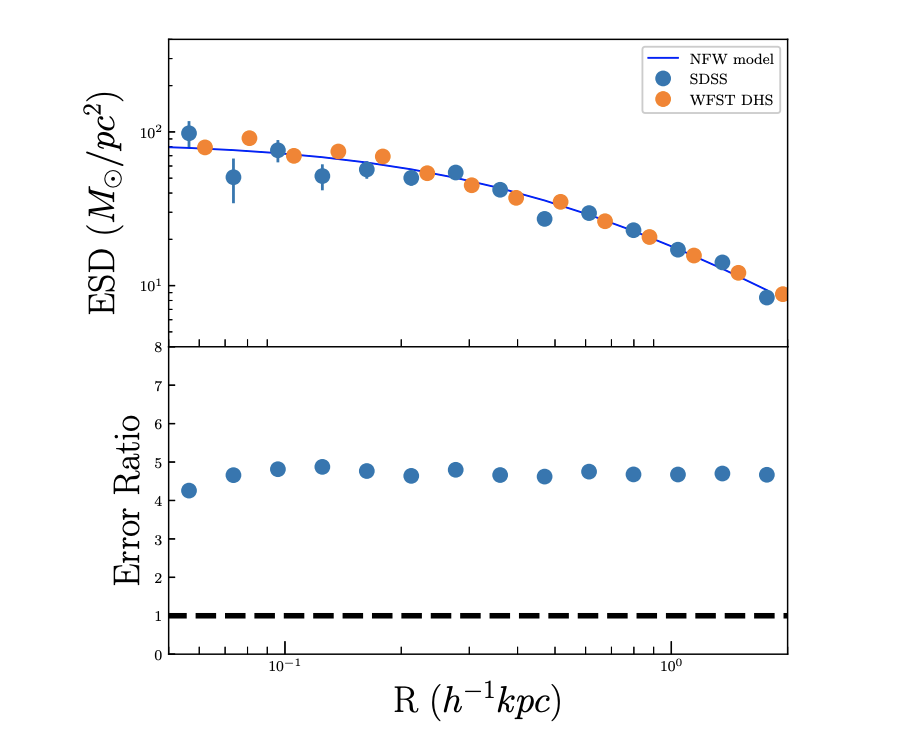 NFW model
SDSS
WFST DHS
10²
10¹
ESD (M⊙/pc²)
8
7
6
5
4
3
2
1
0
Error Ratio
10⁻¹
10⁰
R (h⁻¹kpc)